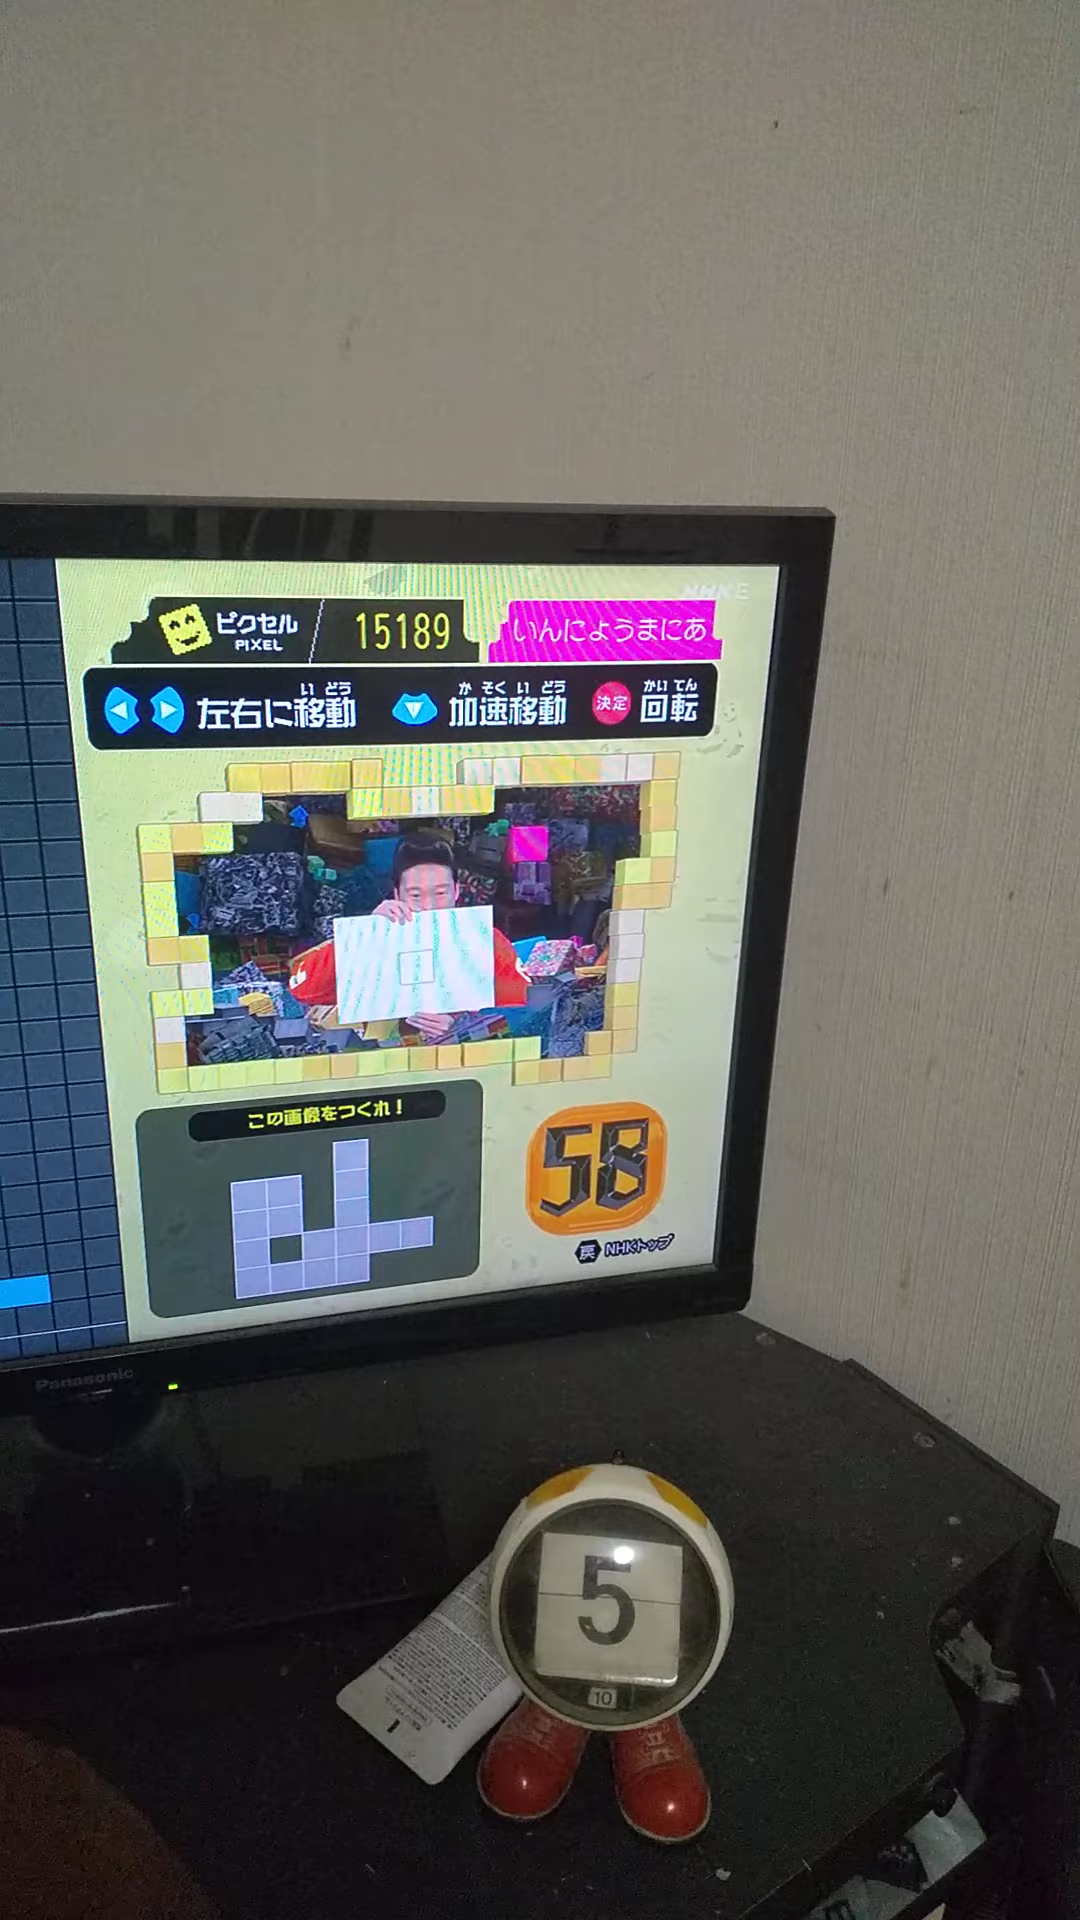 NHK E
ピクセル
PIXEL
15189
いんにようまにあ
左右に移動
いどう
加速移動
かそくいどう
決定
回転
かいてん
この画像をつくれ！
58
戻 NHKトップ
Panasonic
5
10